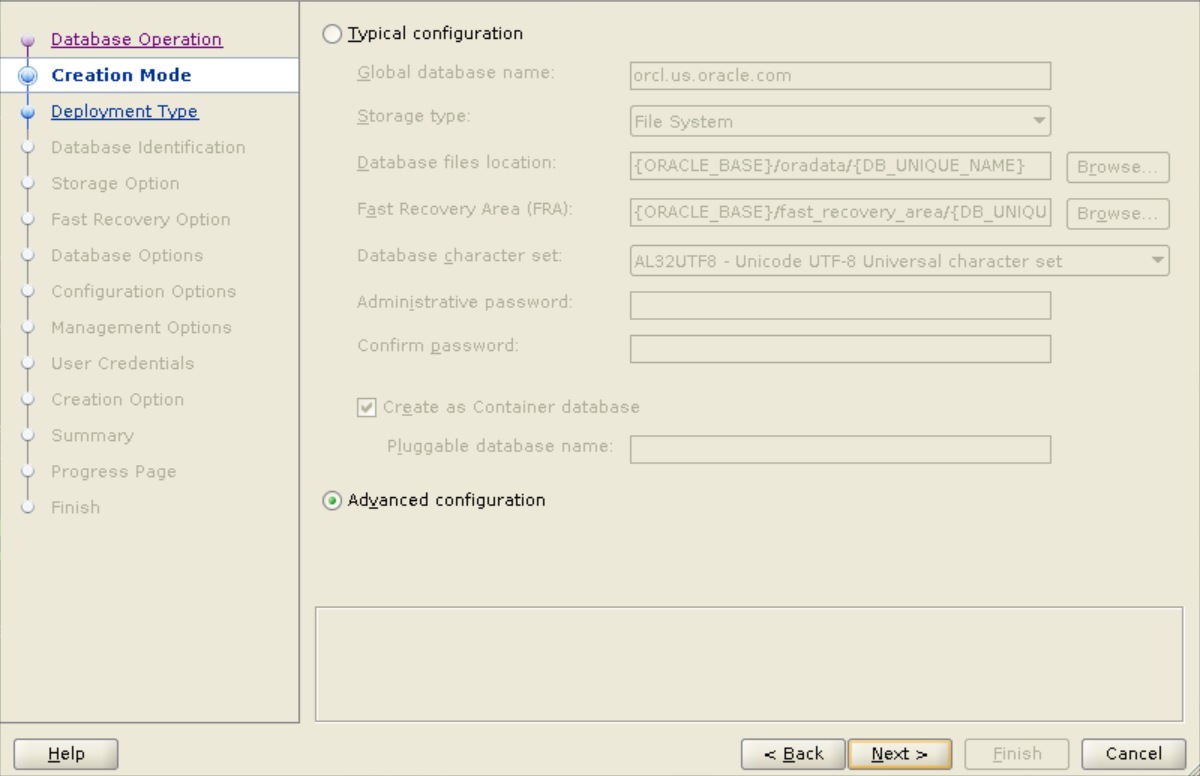 Database Operation
Creation Mode
Deployment Type
Database Identification
Storage Option
Fast Recovery Option
Database Options
Configuration Options
Management Options
User Credentials
Creation Option
Summary
Progress Page
Finish
Typical configuration
Global database name: orcl.us.oracle.com
Storage type: File System
Database files location: {ORACLE_BASE}/oradata/{DB_UNIQUE_NAME} Browse...
Fast Recovery Area (FRA): {ORACLE_BASE}/fast_recovery_area/{DB_UNIQU Browse...
Database character set: AL32UTF8 - Unicode UTF-8 Universal character set
Administrative password:
Confirm password:
Create as Container database
Pluggable database name:
Advanced configuration
Help < Back Next > Finish Cancel